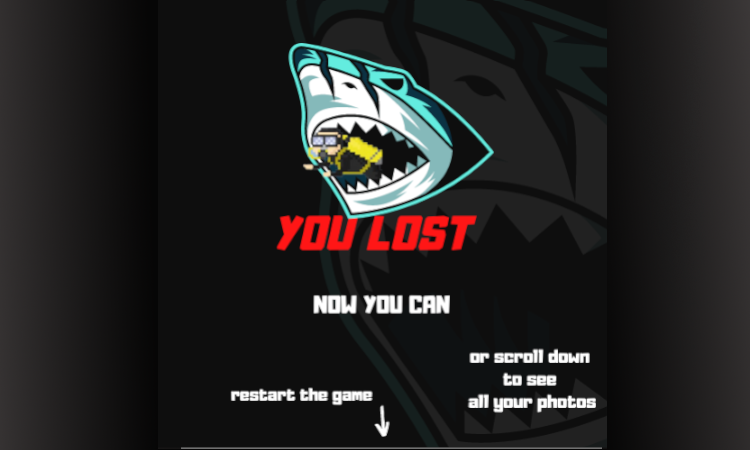 YOU LOST
NOW YOU CAN
restart the game
or scroll down
to see
all your photos